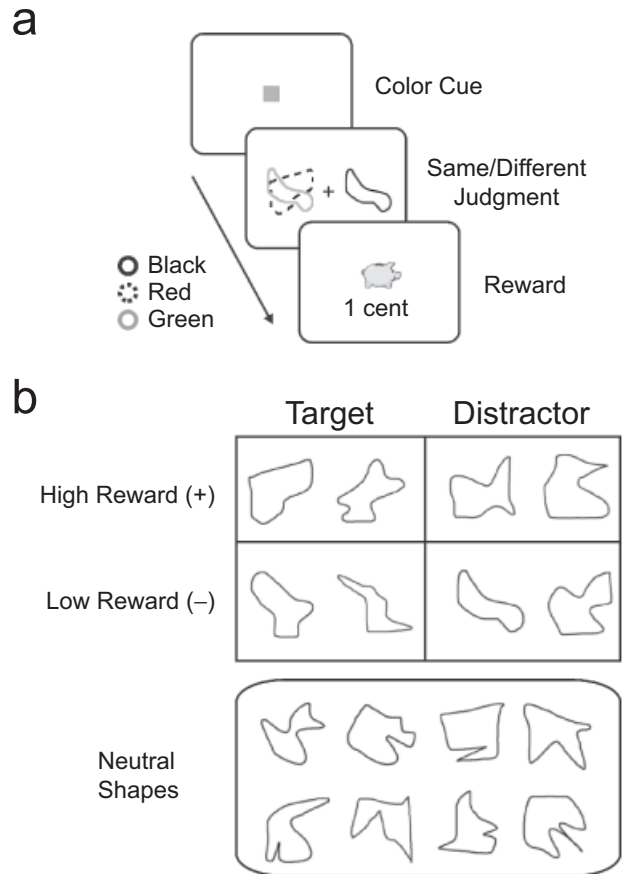 a
Color Cue
Same/Different
Judgment
+
Black
Red
Green
1 cent
Reward
b
Target Distractor
High Reward (+)
Low Reward (–)
Neutral
Shapes